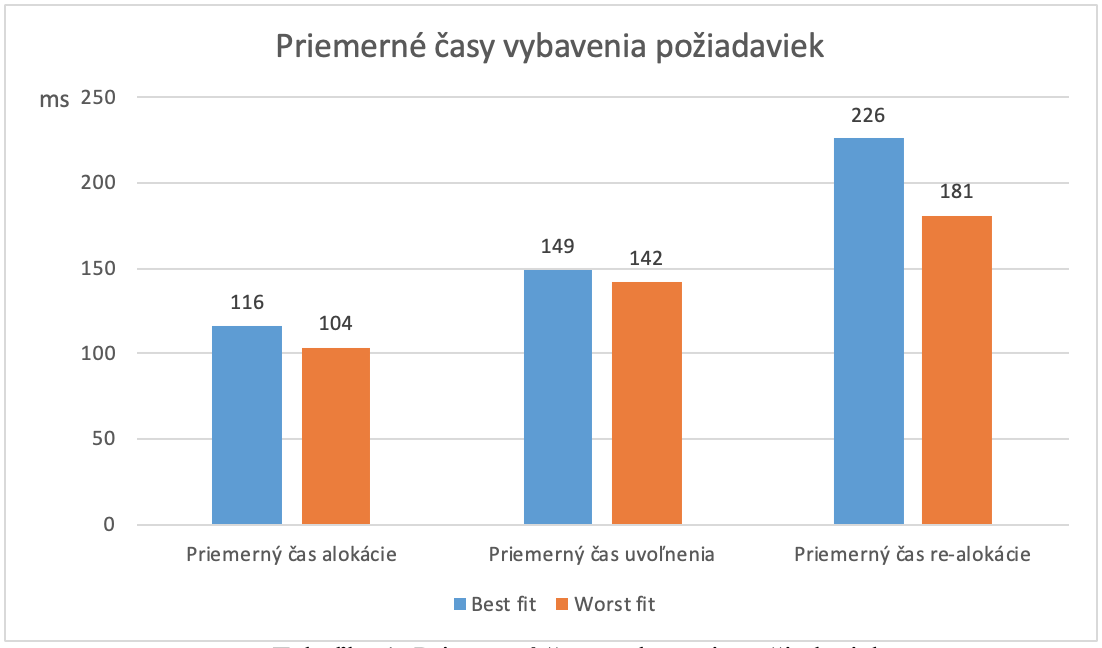 Priemerné časy vybavenia požiadaviek
ms
250
200
150
100
50
0
226
181
149
142
116
104
Priemerný čas alokácie
Priemerný čas uvoľnenia
Priemerný čas re-alokácie
Best fit
Worst fit